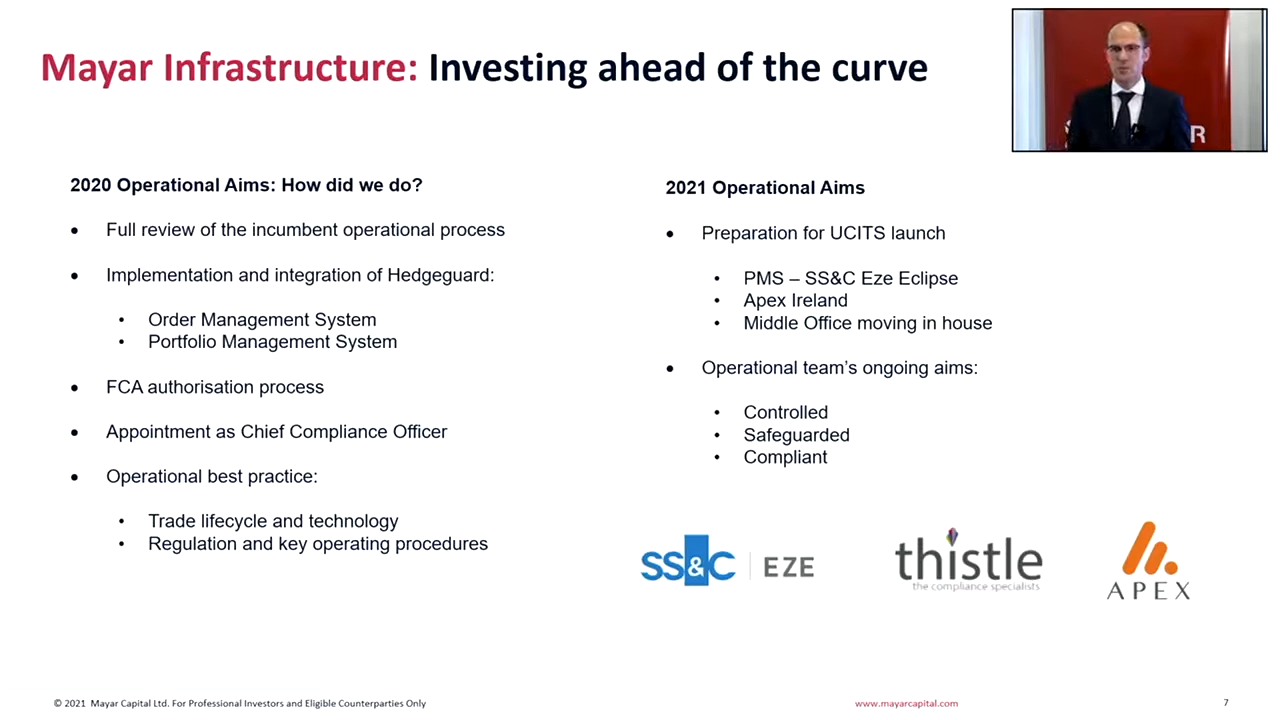 Mayar Infrastructure: Investing ahead of the curve
2020 Operational Aims: How did we do?
• Full review of the incumbent operational process
• Implementation and integration of Hedgeguard:
• Order Management System
• Portfolio Management System
• FCA authorisation process
• Appointment as Chief Compliance Officer
• Operational best practice:
• Trade lifecycle and technology
• Regulation and key operating procedures
2021 Operational Aims
• Preparation for UCITS launch
• PMS – SS&C Eze Eclipse
• Apex Ireland
• Middle Office moving in house
• Operational team's ongoing aims:
• Controlled
• Safeguarded
• Compliant
SS&C | EZE
thistle
the compliance specialists
APEX
© 2021 Mayar Capital Ltd. For Professional Investors and Eligible Counterparties Only
www.mayarcapital.com
7